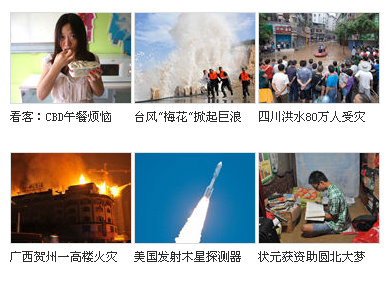 看客：CBD午餐烦恼
台风“梅花”掀起巨浪
四川洪水80万人受灾
广西贺州一高楼火灾
美国发射木星探测器
状元获资助圆北大梦